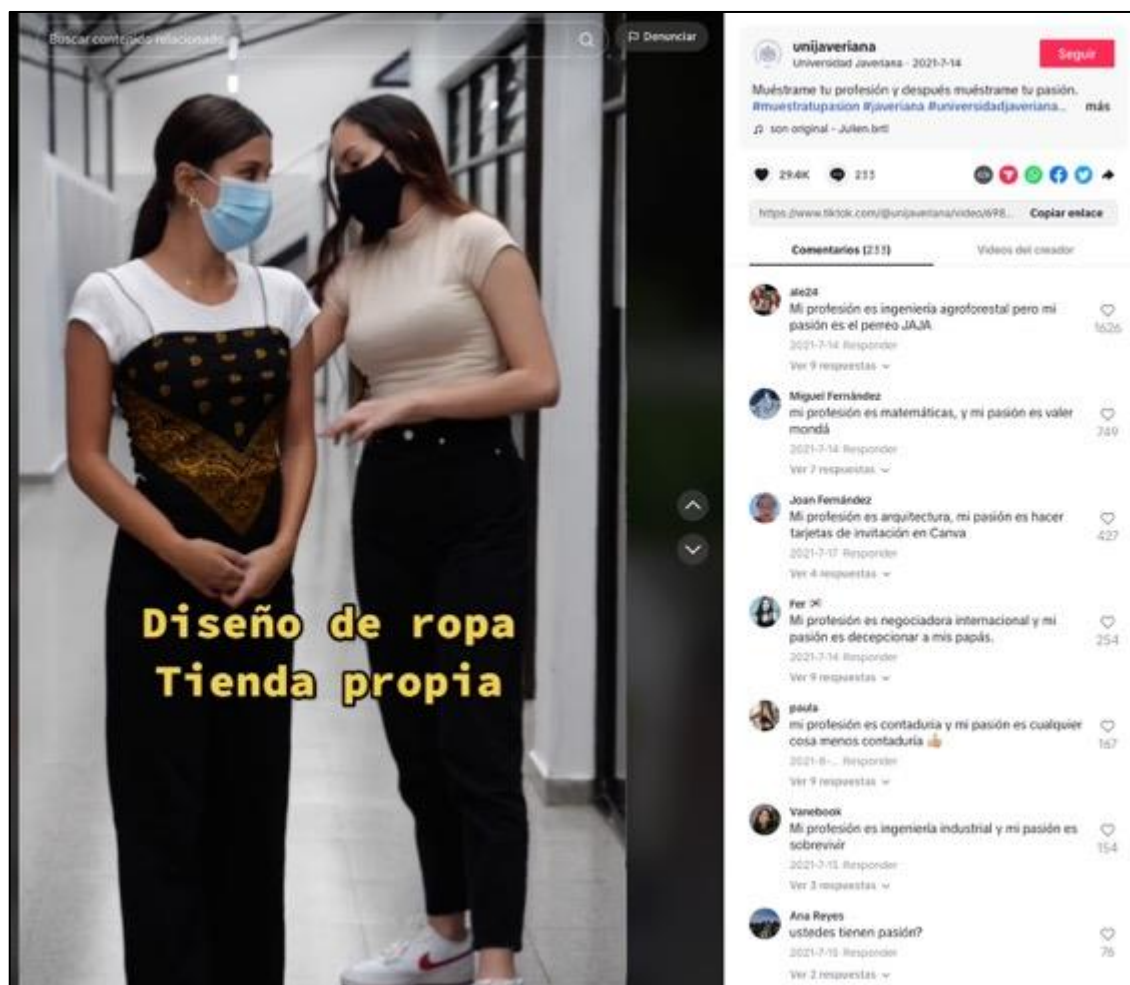 Buscar contenido relacionado
Denunciar
Diseño de ropa
Tienda propia
unijaveriana
Universidad Javeriana · 2021-7-14
Seguir
Muéstrame tu profesión y después muéstrame tu pasión.
#muestratupasion #javeriana #universidadjaveriana... más
son original - Julien.brtl
29.4K 233
https://www.tiktok.com/@unijaveriana/video/698... Copiar enlace
Comentarios (233) Videos del creador
ale24
Mi profesión es ingeniería agroforestal pero mi
pasión es el perreo JAJA
1626
2021-7-14 Responder
Ver 9 respuestas
Miguel Fernández
mi profesión es matemáticas, y mi pasión es valer
mondá
749
2021-7-14 Responder
Ver 7 respuestas
Joan Fernández
Mi profesión es arquitectura, mi pasión es hacer
tarjetas de invitación en Canva
427
2021-7-17 Responder
Ver 4 respuestas
Fer
Mi profesión es negociadora internacional y mi
pasión es decepcionar a mis papás.
254
2021-7-14 Responder
Ver 9 respuestas
paula
mi profesión es contaduría y mi pasión es cualquier
cosa menos contaduría 👍🏼
167
2021-8-... Responder
Ver 9 respuestas
Vanebook
Mi profesión es ingeniería industrial y mi pasión es
sobrevivir
154
2021-7-15 Responder
Ver 3 respuestas
Ana Reyes
ustedes tienen pasión?
76
2021-7-15 Responder
Ver 2 respuestas